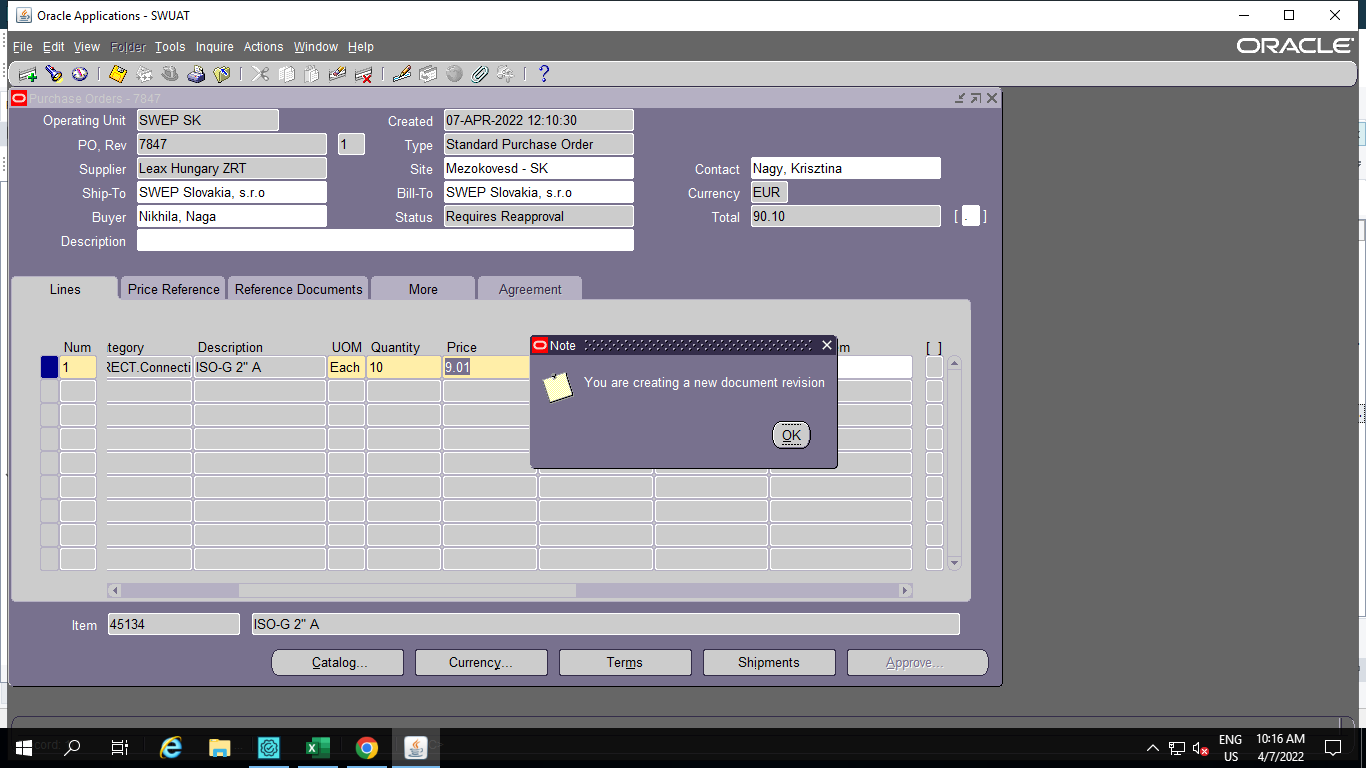 Oracle Applications - SWUAT
File Edit View Folder Tools Inquire Actions Window Help
ORACLE
Purchase Orders - 7847
Operating Unit SWEP SK Created 07-APR-2022 12:10:30
PO, Rev 7847 1 Type Standard Purchase Order
Supplier Leax Hungary ZRT Site Mezokovesd - SK Contact Nagy, Krisztina
Ship-To SWEP Slovakia, s.r.o Bill-To SWEP Slovakia, s.r.o Currency EUR
Buyer Nikhila, Naga Status Requires Reapproval Total 90.10 [ . ]
Description
Lines Price Reference Reference Documents More Agreement
Num tegory Description UOM Quantity Price m [ ]
1 RECT.Connecti ISO-G 2" A Each 10 9.01
Note
You are creating a new document revision
OK
Item 45134 ISO-G 2" A
Catalog... Currency... Terms Shipments Approve...
ENG
US
10:16 AM
4/7/2022